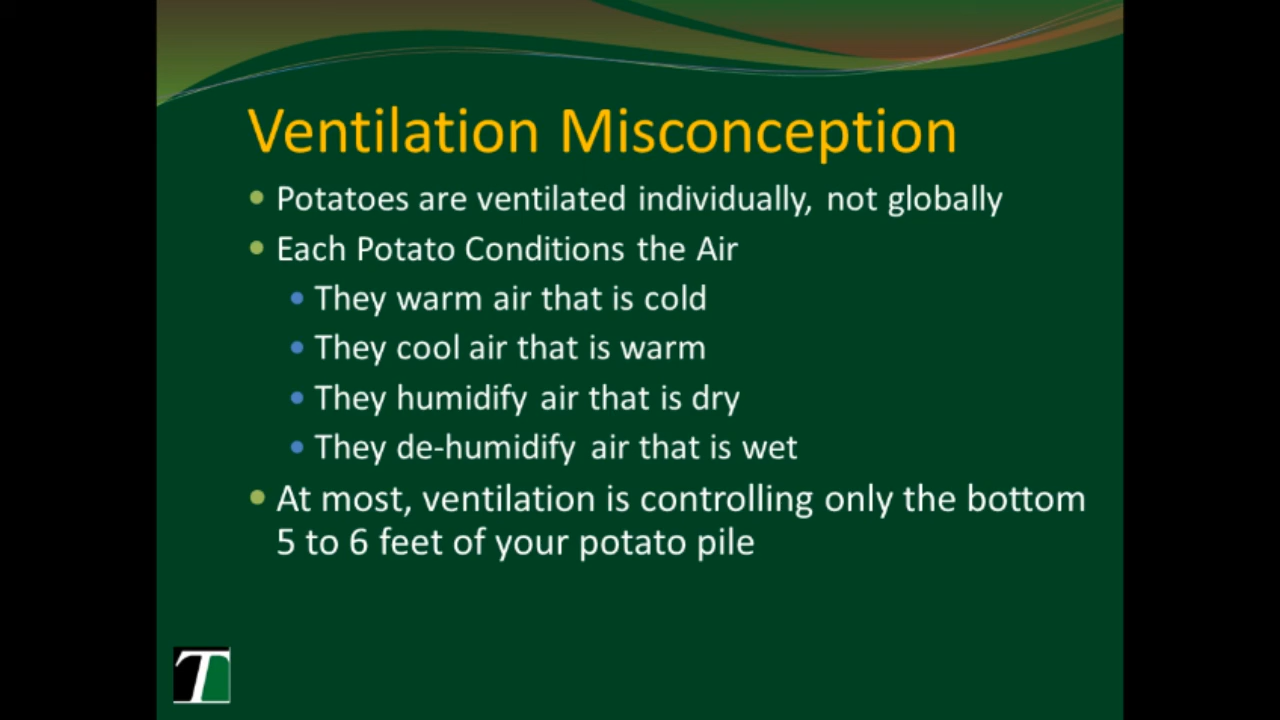 Ventilation Misconception
Potatoes are ventilated individually, not globally
Each Potato Conditions the Air
They warm air that is cold
They cool air that is warm
They humidify air that is dry
They de-humidify air that is wet
At most, ventilation is controlling only the bottom
5 to 6 feet of your potato pile
T